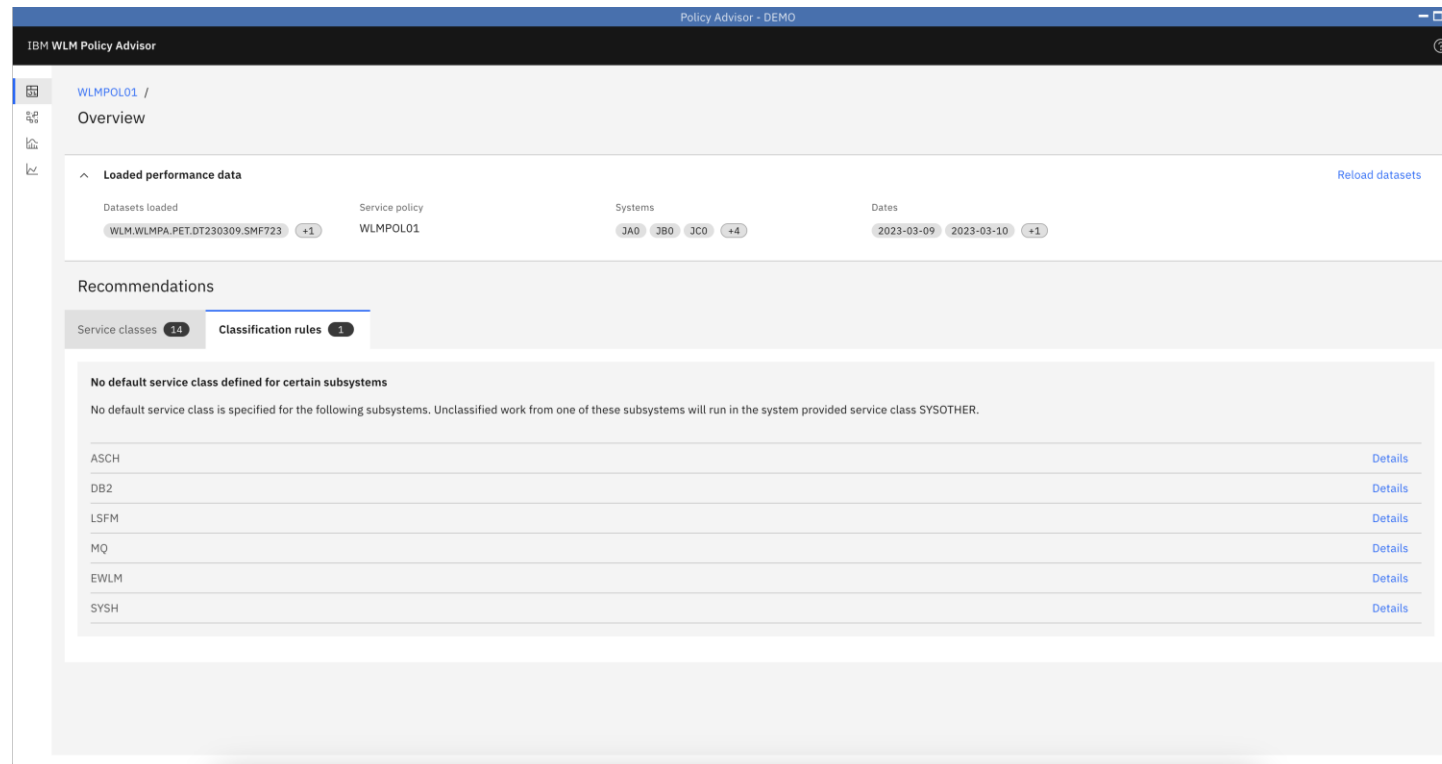 Policy Advisor - DEMO
IBM WLM Policy Advisor
WLMPOL01 /
Overview
Loaded performance data
Reload datasets
Datasets loaded
Service policy
Systems
Dates
WLM.WLMPA.PET.DT230309.SMF723 +1
WLMPOL01
JA0 JB0 JC0 +4
2023-03-09 2023-03-10 +1
Recommendations
Service classes 14
Classification rules 1
No default service class defined for certain subsystems
No default service class is specified for the following subsystems. Unclassified work from one of these subsystems will run in the system provided service class SYSOTHER.
ASCH Details
DB2 Details
LSFM Details
MQ Details
EWLM Details
SYSH Details